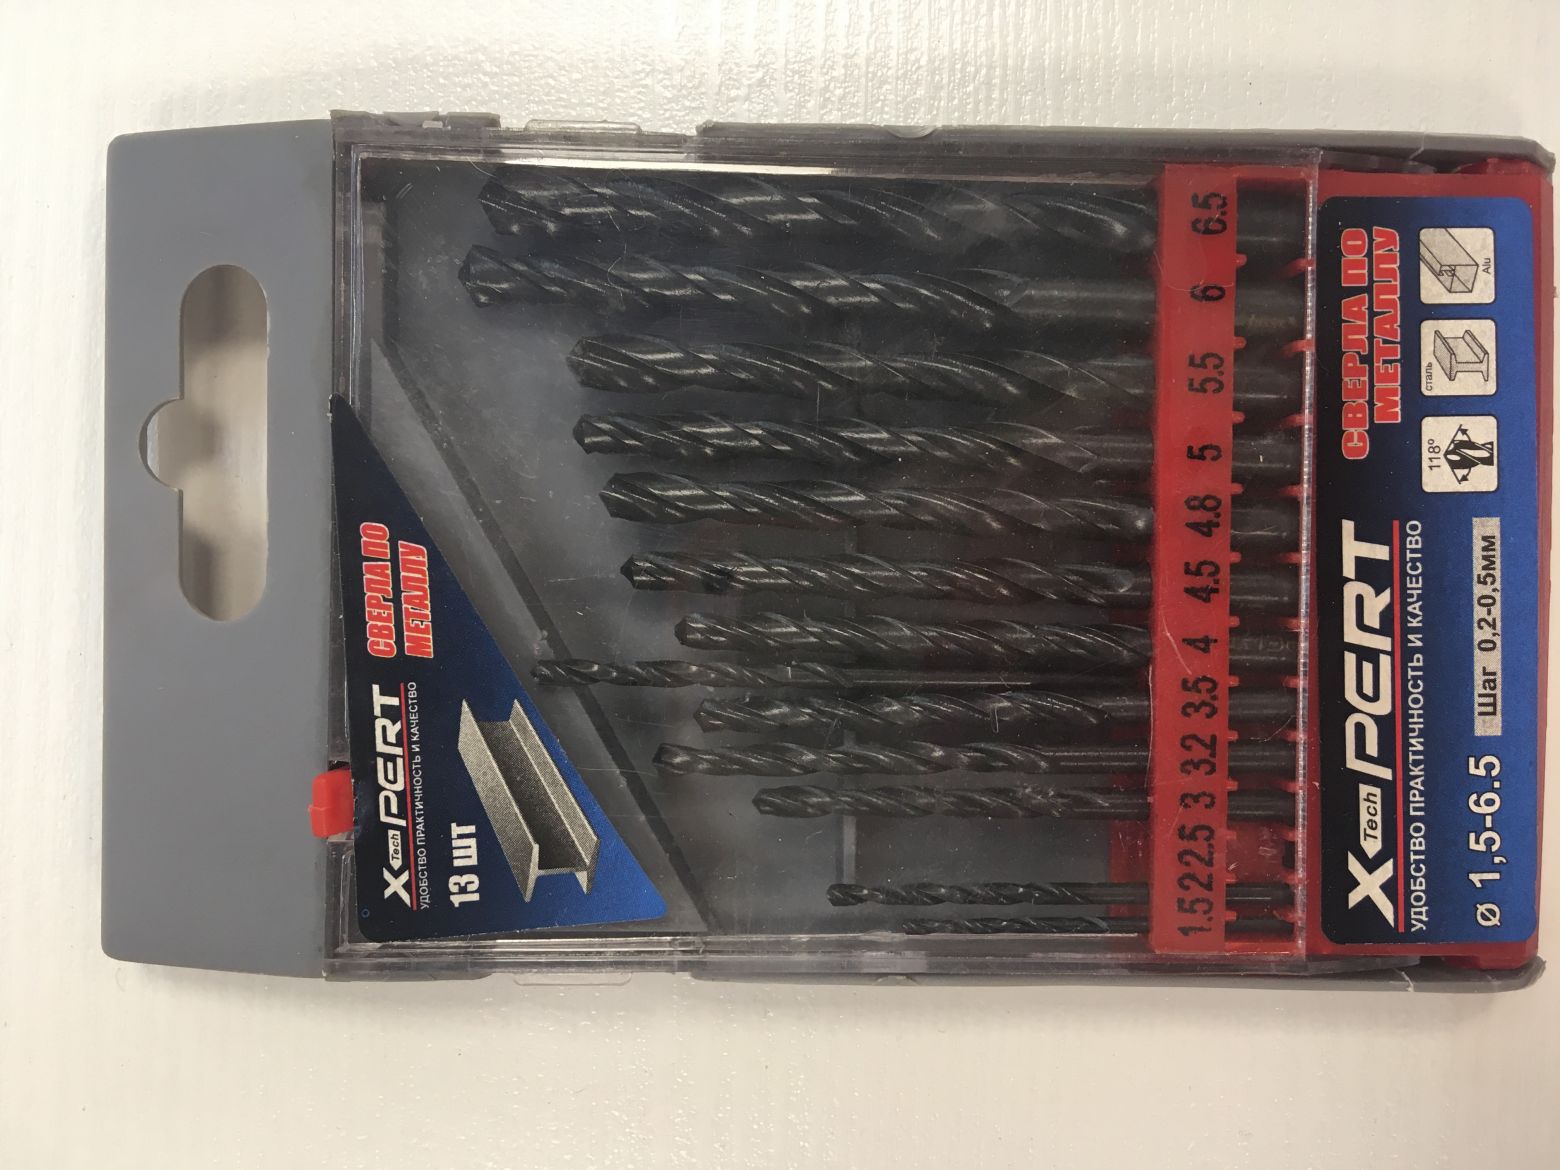 X-Tech PERT
УДОБСТВО ПРАКТИЧНОСТЬ И КАЧЕСТВО
СВЕРЛА ПО
МЕТАЛЛУ
13 ШТ
1.5 2 2.5 3 3.2 3.5 4 4.5 4.8 5 5.5 6 6.5
X-Tech PERT
УДОБСТВО ПРАКТИЧНОСТЬ И КАЧЕСТВО
СВЕРЛА ПО
МЕТАЛЛУ
ø 1,5-6.5
Шаг 0,2-0,5мм
118º
сталь
Alu